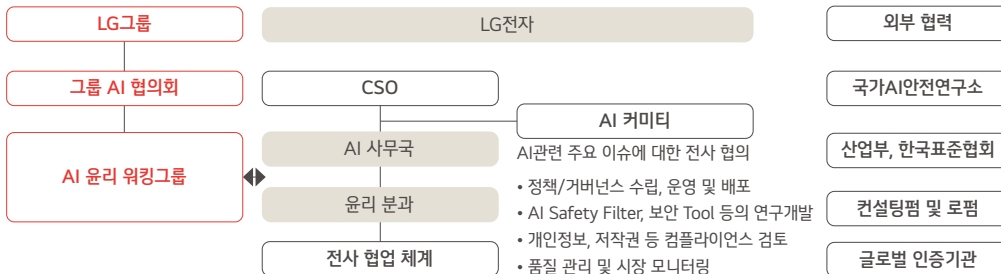 LG그룹
LG전자
외부 협력
그룹 AI 협의회
CSO
국가AI안전연구소
AI 커미티
AI 사무국
AI관련 주요 이슈에 대한 전사 협의
산업부, 한국표준협회
AI 윤리 워킹그룹
• 정책/거버넌스 수립, 운영 및 배포
윤리 분과
• AI Safety Filter, 보안 Tool 등의 연구개발
컨설팅펌 및 로펌
• 개인정보, 저작권 등 컴플라이언스 검토
전사 협업 체계
• 품질 관리 및 시장 모니터링
글로벌 인증기관